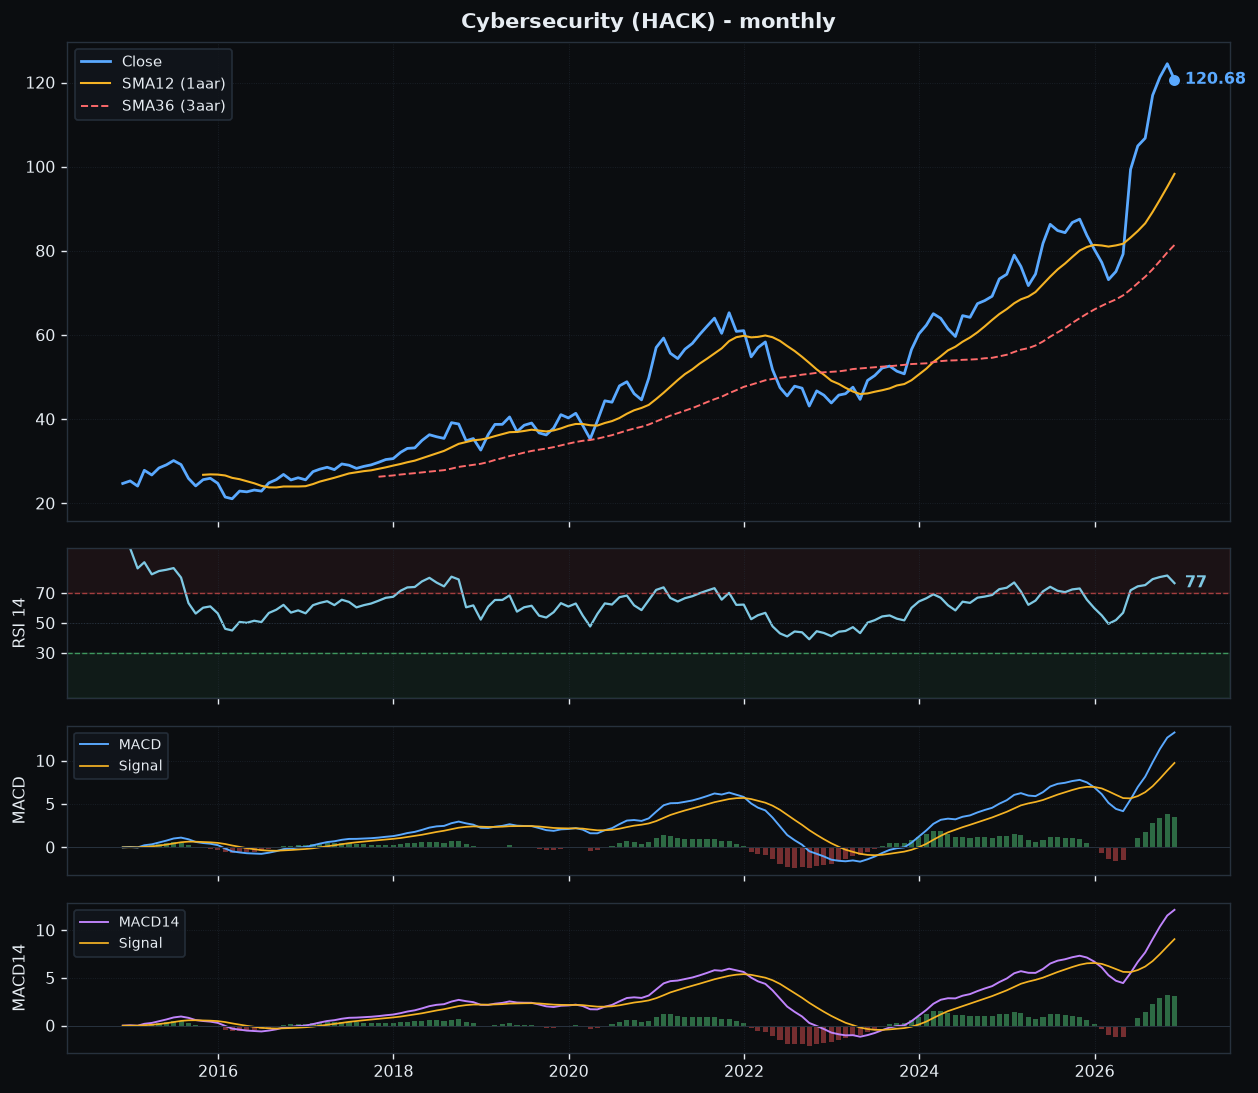 Cybersecurity (HACK) - monthly
Close
SMA12 (1aar)
SMA36 (3aar)
120.68
120
100
80
60
40
20
RSI 14
70
50
30
77
MACD
MACD
Signal
10
5
0
MACD14
MACD14
Signal
10
5
0
2016 2018 2020 2022 2024 2026